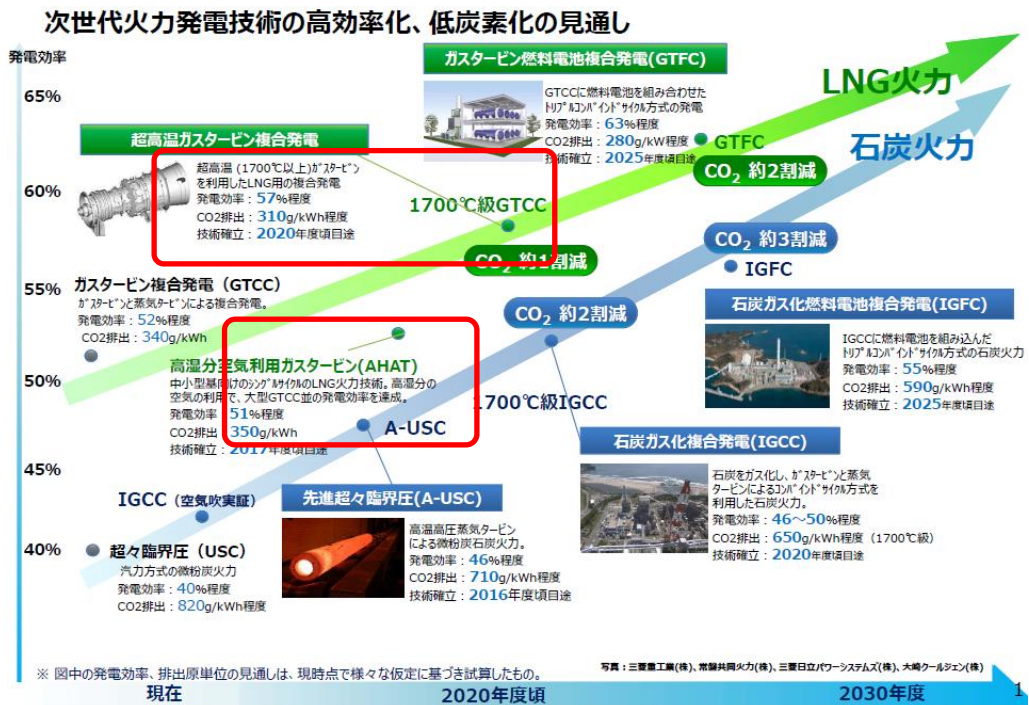 次世代火力発電技術の高効率化、低炭素化の見通し
発電効率
65%
60%
55%
50%
45%
40%
ガスタービン燃料電池複合発電(GTFC)
GTCCに燃料電池を組み合わせた
トリプルコンバインドサイクル方式の発電
発電効率：63%程度
CO2排出：280g/kW程度
技術確立：2025年度頃目途
LNG火力
石炭火力
GTFC
CO₂ 約2割減
超高温ガスタービン複合発電
超高温(1700℃以上)ガスタービン
を利用したLNG用の複合発電
発電効率：57%程度
CO2排出：310g/kWh程度
技術確立：2020年度頃目途
1700℃級GTCC
CO₂ 約1割減
CO₂ 約3割減
IGFC
ガスタービン複合発電（GTCC）
ガスタービンと蒸気タービンによる複合発電。
発電効率：52%程度
CO2排出：340g/kWh
CO₂ 約2割減
石炭ガス化燃料電池複合発電(IGFC)
IGCCに燃料電池を組み込んだ
トリプルコンバインドサイクル方式の石炭火力
発電効率：55%程度
CO2排出：590g/kWh程度
技術確立：2025年度頃目途
高湿分空気利用ガスタービン(AHAT)
中小型基向けのシングルサイクルのLNG火力技術。高湿分の
空気の利用で、大型GTCC並の発電効率を達成。
発電効率：51%程度
CO2排出：350g/kWh
技術確立：2017年度頃目途
A-USC
1700℃級IGCC
石炭ガス化複合発電(IGCC)
石炭をガス化し、ガスタービンと蒸気
タービンによるコンバインドサイクル方式を
利用した石炭火力。
発電効率：46～50%程度
CO2排出：650g/kWh程度（1700℃級）
技術確立：2020年度頃目途
IGCC（空気吹実証）
先進超々臨界圧(A-USC)
高温高圧蒸気タービン
による微粉炭石炭火力。
発電効率：46%程度
CO2排出：710g/kWh程度
技術確立：2016年度頃目途
超々臨界圧（USC）
汽力方式の微粉炭火力
発電効率：40%程度
CO2排出：820g/kWh程度
※ 図中の発電効率、排出原単位の見通しは、現時点で様々な仮定に基づき試算したもの。
写真：三菱重工業(株)、常磐共同火力(株)、三菱日立パワーシステムズ(株)、大崎クールジェン(株)
現在
2020年度頃
2030年度
1